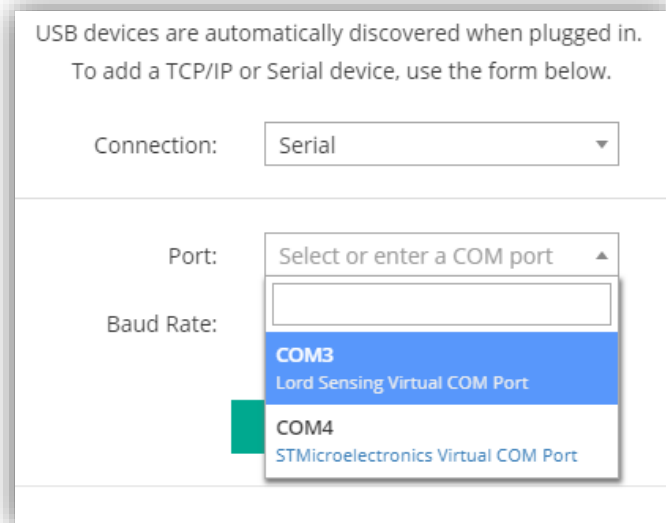 USB devices are automatically discovered when plugged in.
To add a TCP/IP or Serial device, use the form below.
Connection:
Serial
Port:
Select or enter a COM port
Baud Rate:
COM3
Lord Sensing Virtual COM Port
COM4
STMicroelectronics Virtual COM Port